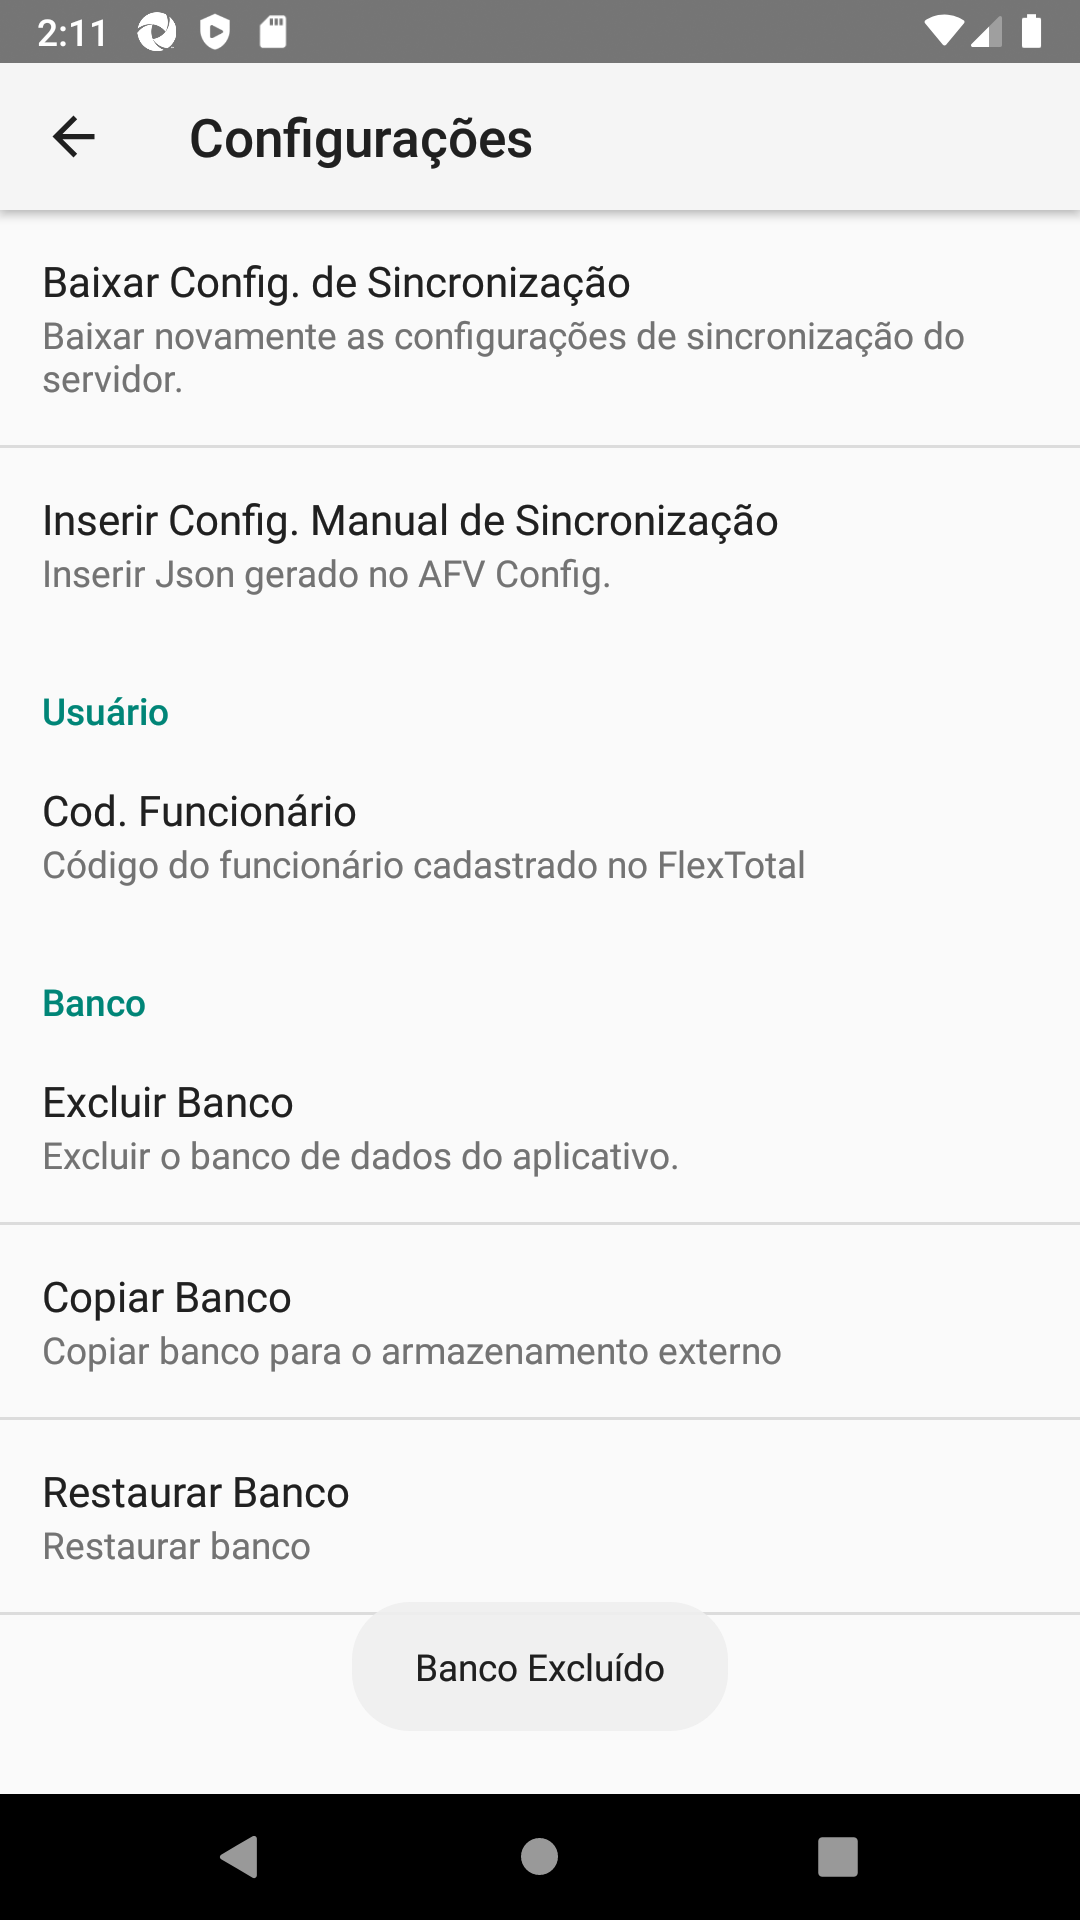 2:11
Configurações
Baixar Config. de Sincronização
Baixar novamente as configurações de sincronização do
servidor.
Inserir Config. Manual de Sincronização
Inserir Json gerado no AFV Config.
Usuário
Cod. Funcionário
Código do funcionário cadastrado no FlexTotal
Banco
Excluir Banco
Excluir o banco de dados do aplicativo.
Copiar Banco
Copiar banco para o armazenamento externo
Restaurar Banco
Restaurar banco
Banco Excluído